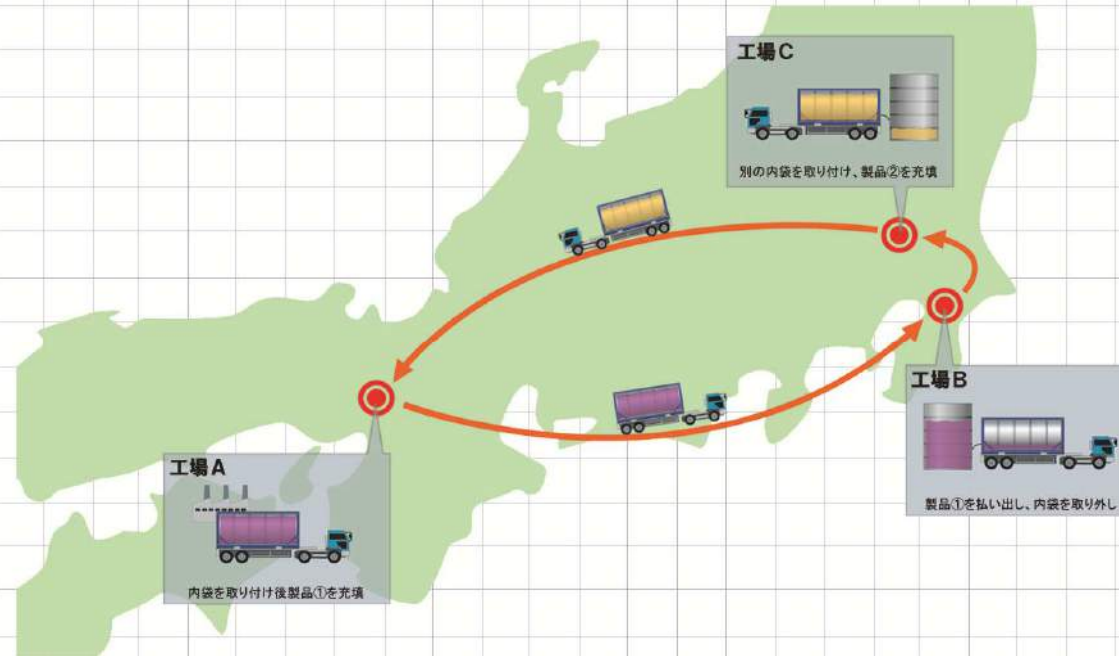 工場C
別の内袋を取り付け、製品②を充填
工場B
製品①を払い出し、内袋を取り外し
工場A
内袋を取り付け後製品①を充填